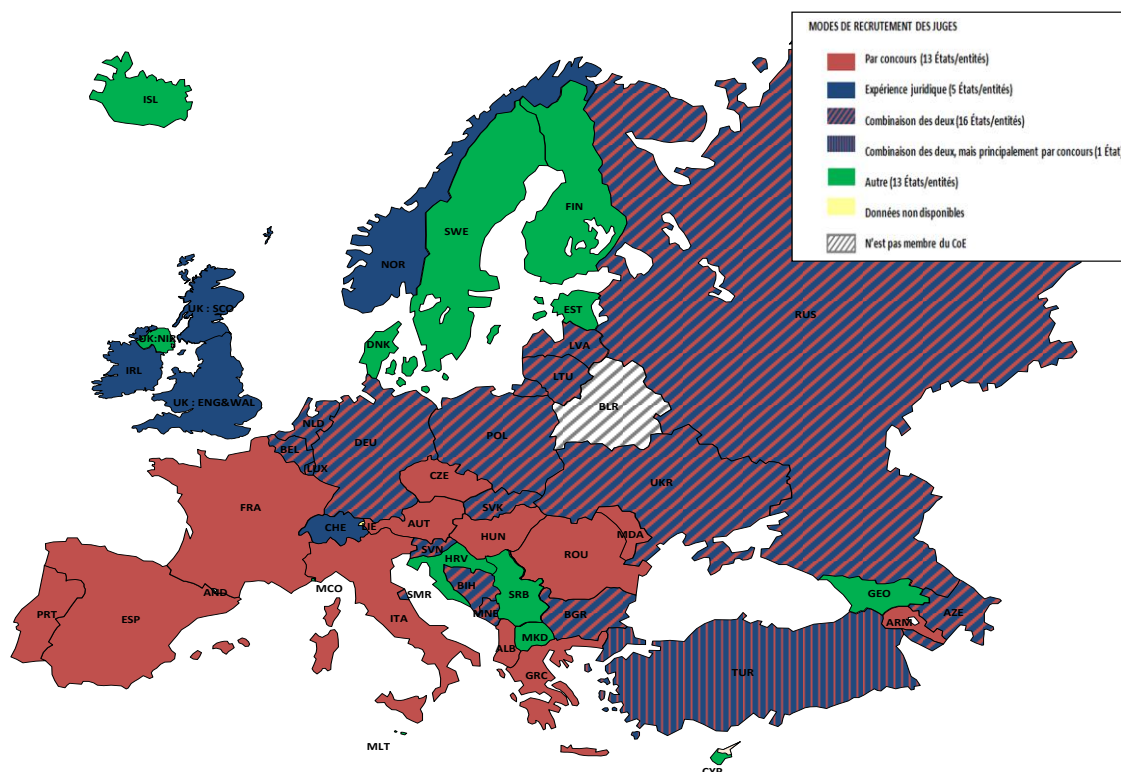 MODES DE RECRUTEMENT DES JUGES
Par concours (13 États/entités)
Expérience juridique (5 États/entités)
Combinaison des deux (16 États/entités)
Combinaison des deux, mais principalement par concours (1 État)
Autre (13 États/entités)
Données non disponibles
N'est pas membre du CoE
ISL
FIN
SWE
NOR
RUS
UK : SCO
EST
UK:NIR
DNK
LVA
IRL
LTU
UK : ENG&WAL
BLR
NLD
POL
DEU
BEL
LUX
CZE
UKR
FRA
SVK
CHE
LIE
AUT
HUN
MDA
ROU
SVN
HRV
BIH
MCO
AND
SMR
SRB
GEO
PRT
ESP
ITA
MNE
BGR
AZE
ARM
MKD
ALB
GRC
TUR
MLT
CYP